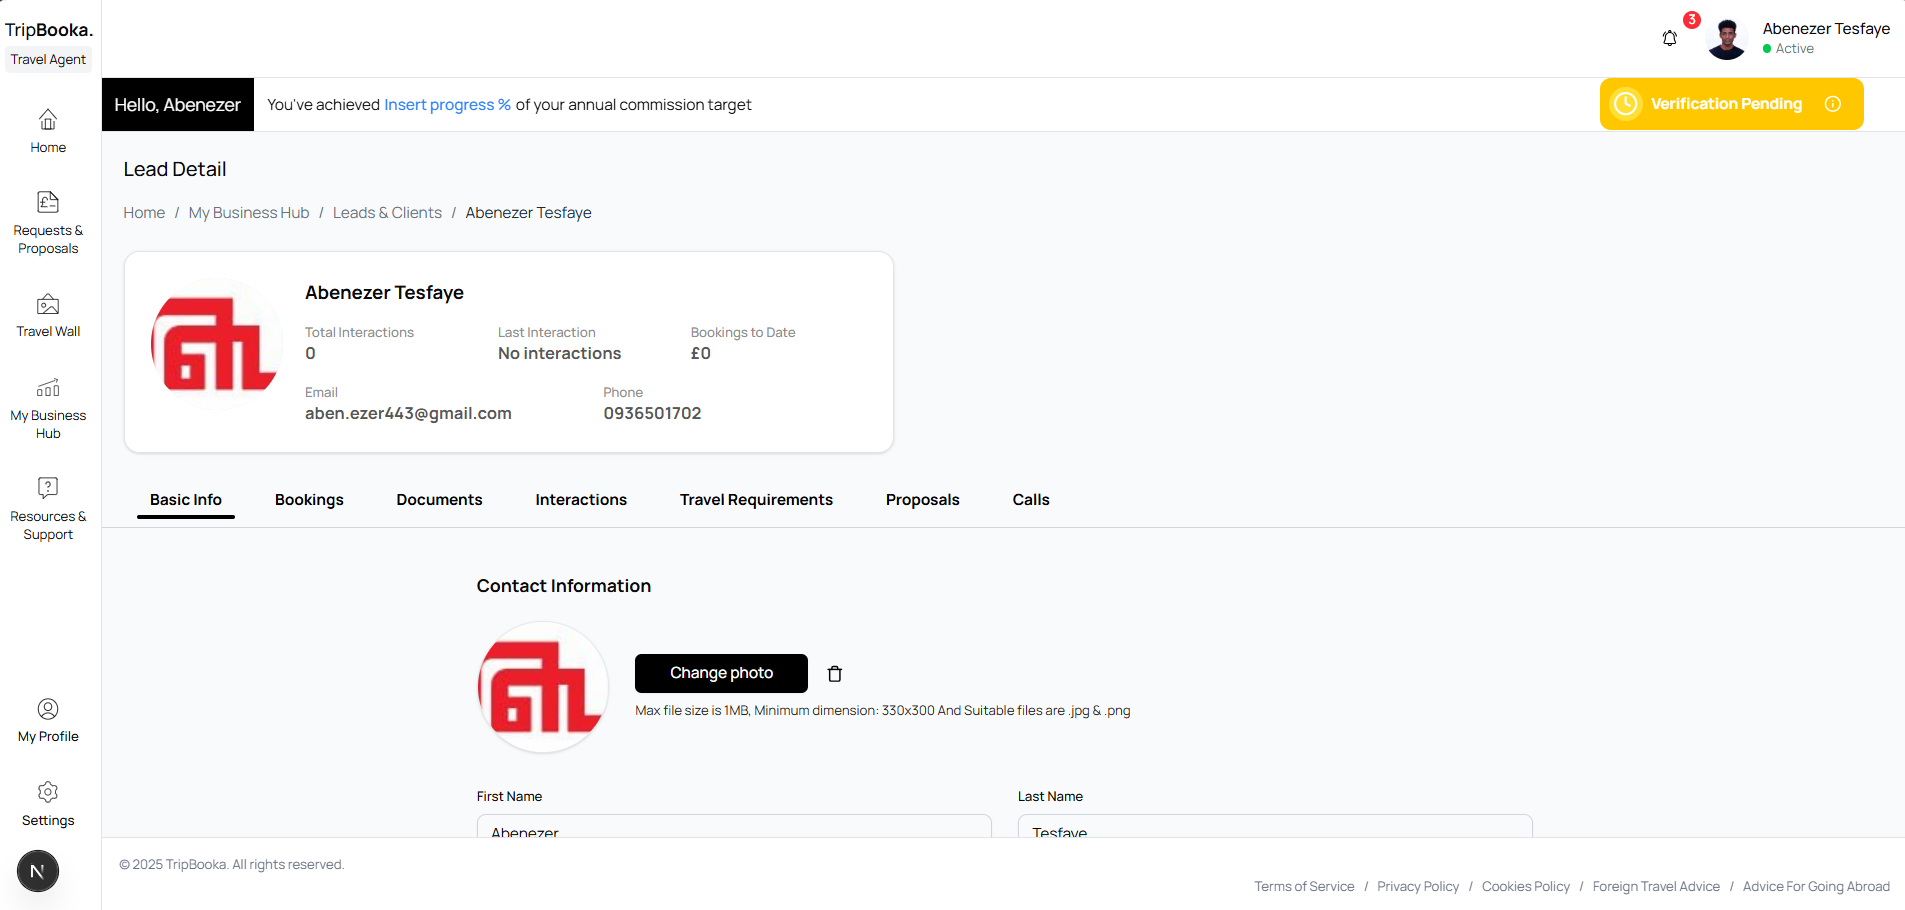 TripBooka.
Travel Agent
Home
Requests &
Proposals
Travel Wall
My Business
Hub
Resources &
Support
My Profile
Settings
N
3
Abenezer Tesfaye
Active
Hello, Abenezer
You've achieved Insert progress % of your annual commission target
Verification Pending
Lead Detail
Home / My Business Hub / Leads & Clients / Abenezer Tesfaye
Abenezer Tesfaye
Total Interactions
0
Last Interaction
No interactions
Bookings to Date
£0
Email
aben.ezer443@gmail.com
Phone
0936501702
Basic Info
Bookings
Documents
Interactions
Travel Requirements
Proposals
Calls
Contact Information
Change photo
Max file size is 1MB, Minimum dimension: 330x300 And Suitable files are .jpg & .png
First Name
Abenezer
Last Name
Tesfaye
© 2025 TripBooka. All rights reserved.
Terms of Service / Privacy Policy / Cookies Policy / Foreign Travel Advice / Advice For Going Abroad